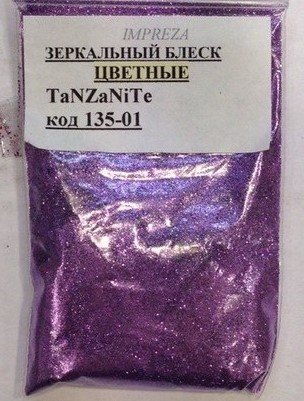 IMPREZA
ЗЕРКАЛЬНЫЙ БЛЕСК
ЦВЕТНЫЕ
TaNZaNiTe
код 135-01